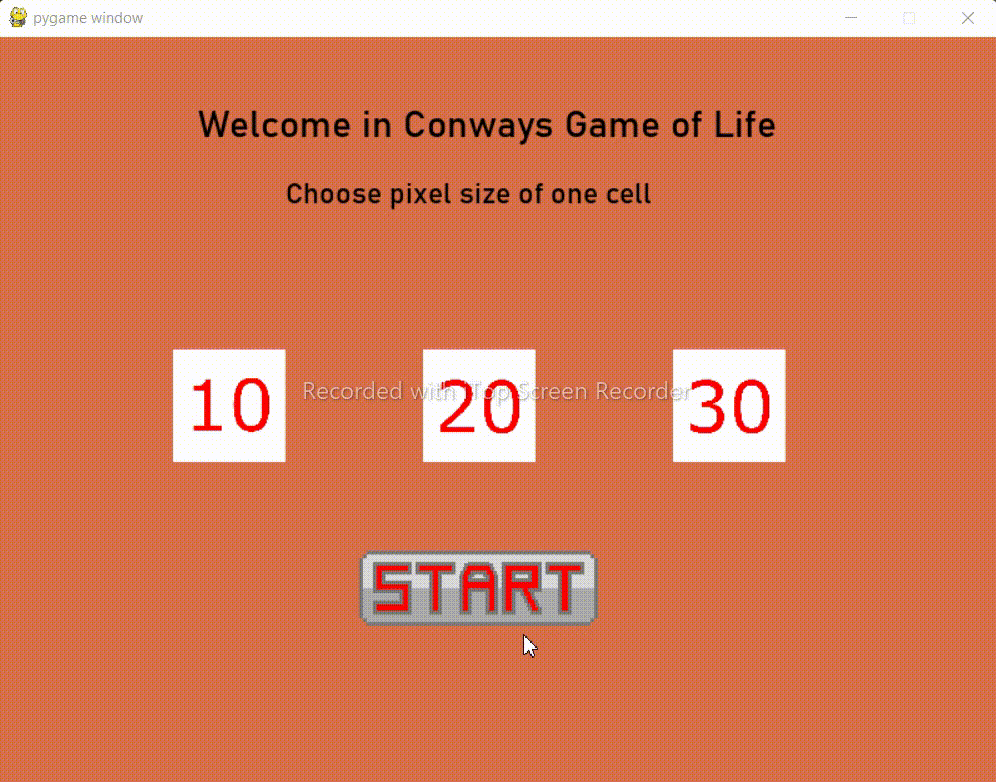 pygame window
Welcome in Conways Game of Life
Choose pixel size of one cell
Recorded with iTop Screen Recorder
10 20 30
START